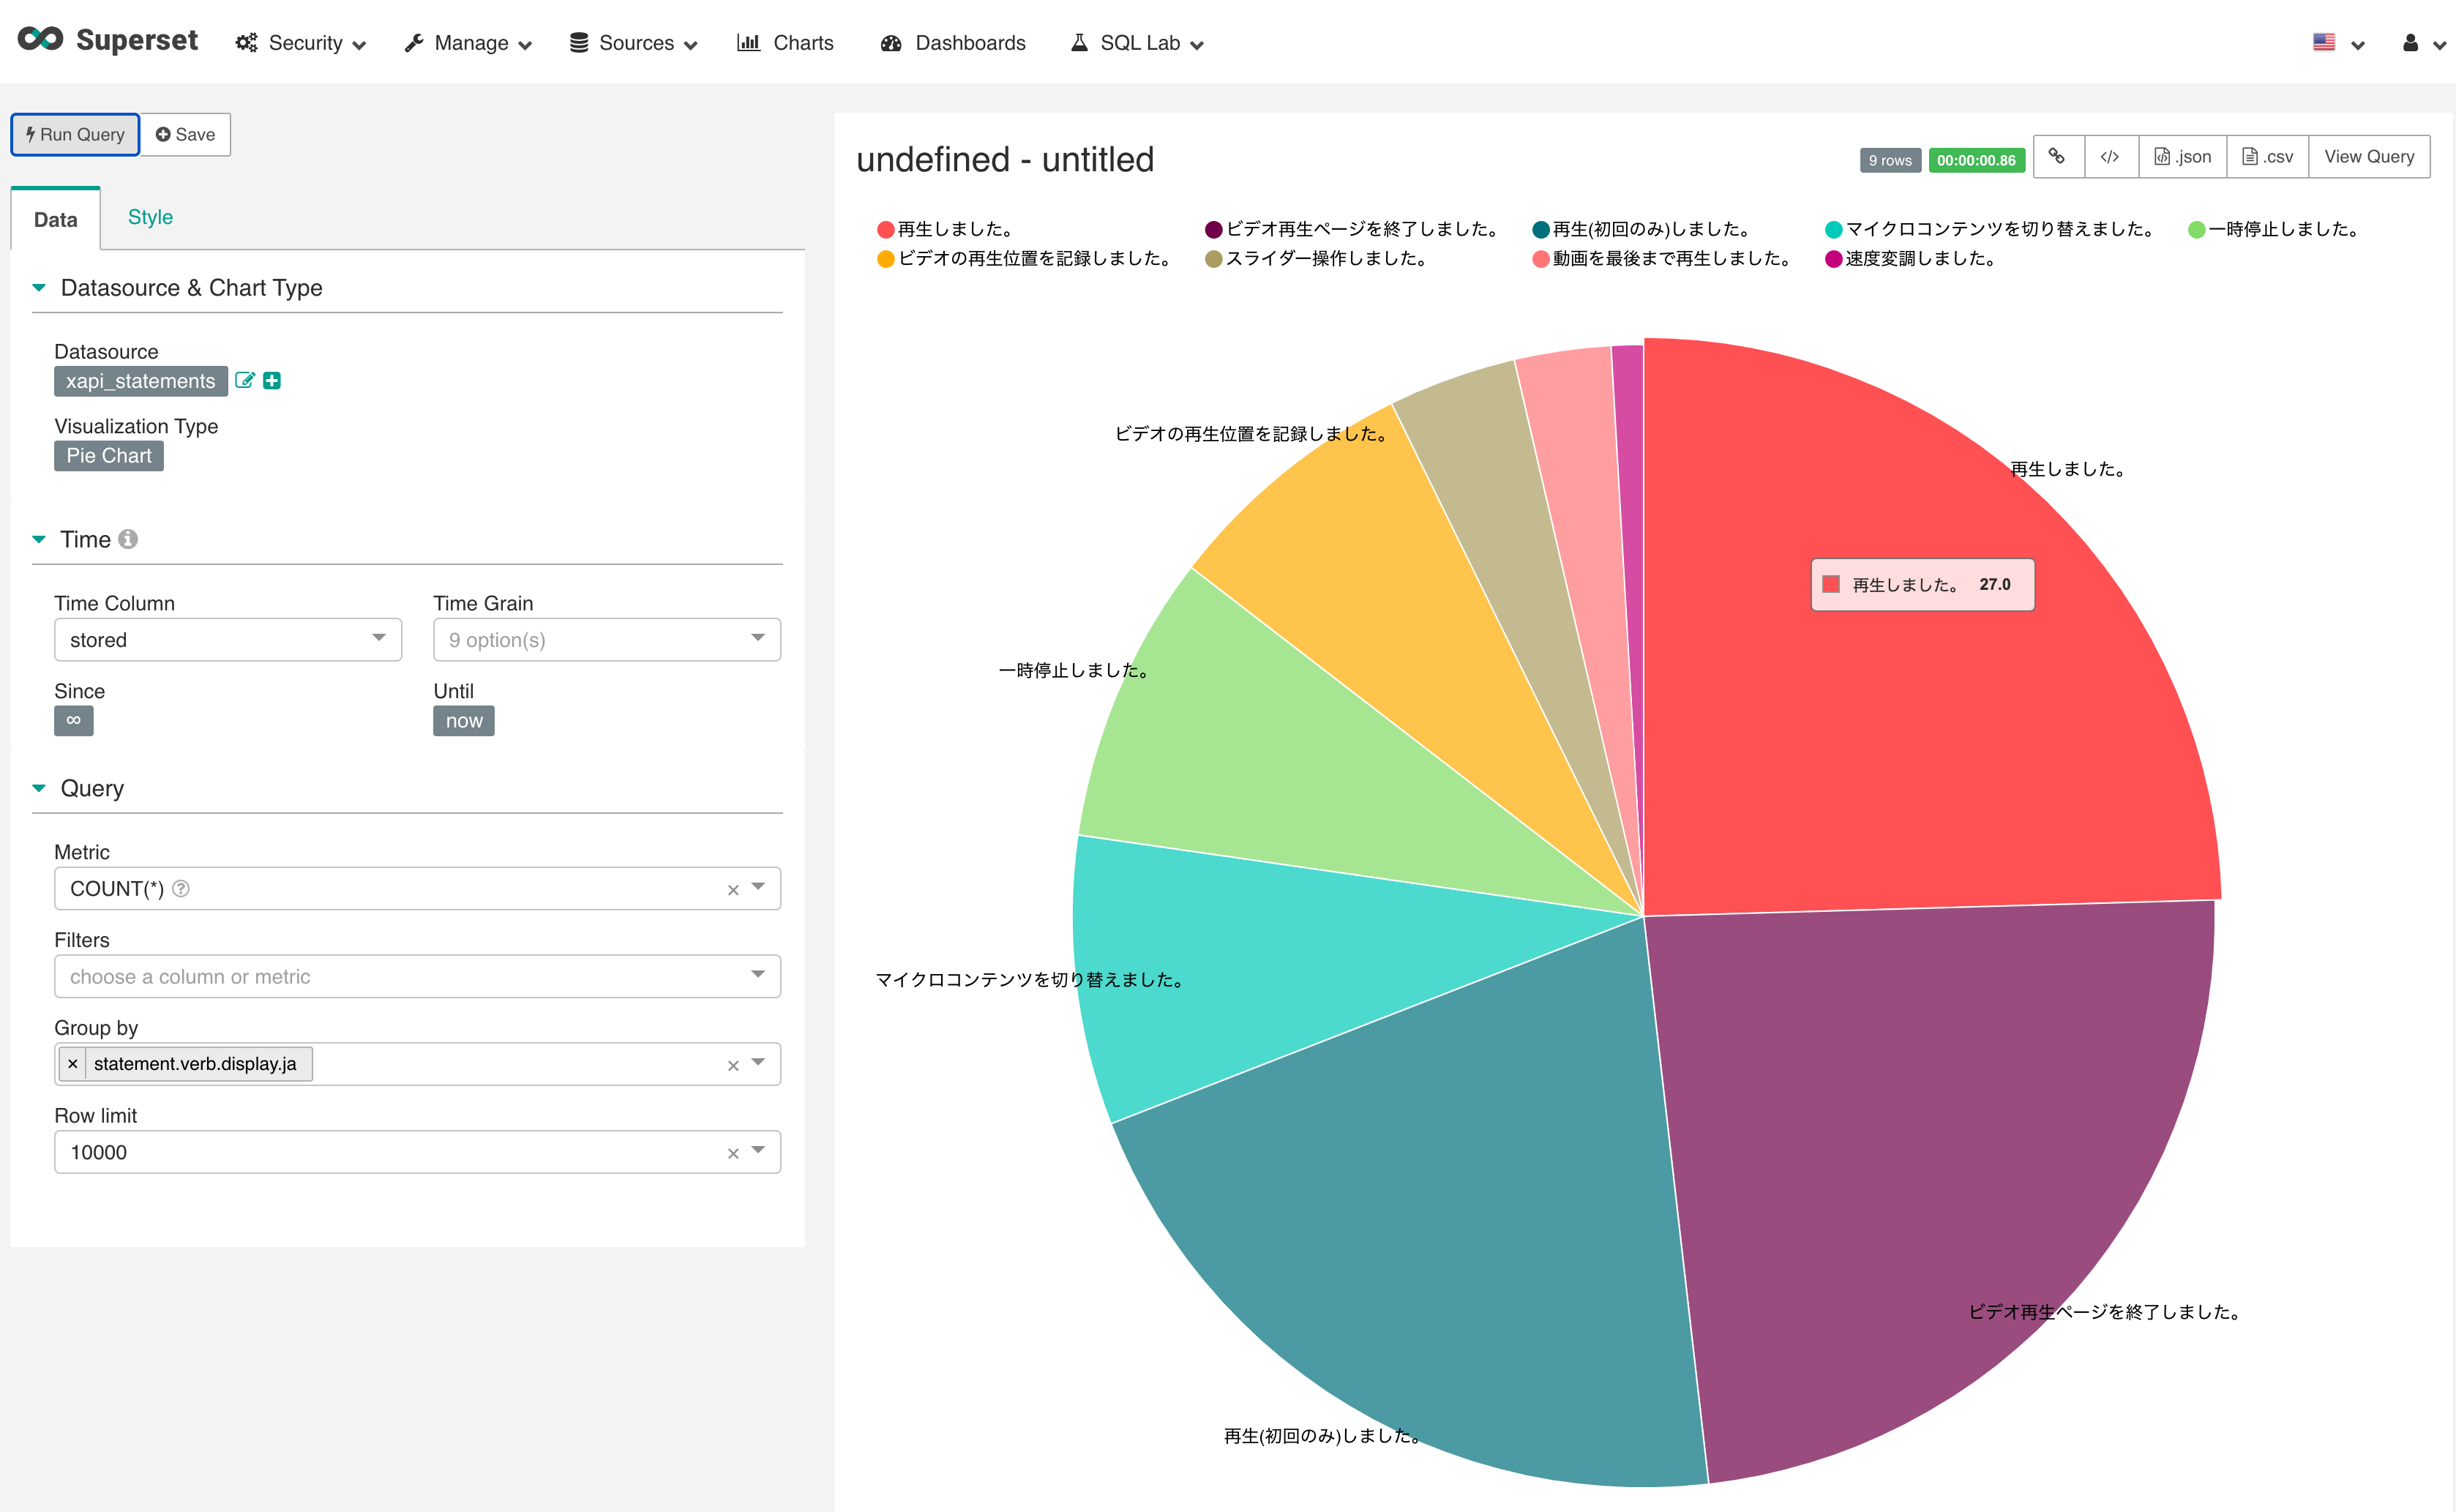 Superset Security Manage Sources Charts Dashboards SQL Lab
Run Query Save
Data Style
Datasource & Chart Type
Datasource
xapi_statements
Visualization Type
Pie Chart
Time
Time Column Time Grain
stored 9 option(s)
Since Until
∞ now
Query
Metric
COUNT(*)
Filters
choose a column or metric
Group by
× statement.verb.display.ja
Row limit
10000
undefined - untitled
9 rows 00:00:00.86 </> .json .csv View Query
再生しました。 ビデオ再生ページを終了しました。 再生(初回のみ)しました。 マイクロコンテンツを切り替えました。 一時停止しました。
ビデオの再生位置を記録しました。 スライダー操作しました。 動画を最後まで再生しました。 速度変調しました。
ビデオの再生位置を記録しました。
再生しました。
再生しました。 27.0
一時停止しました。
マイクロコンテンツを切り替えました。
ビデオ再生ページを終了しました。
再生(初回のみ)しました。